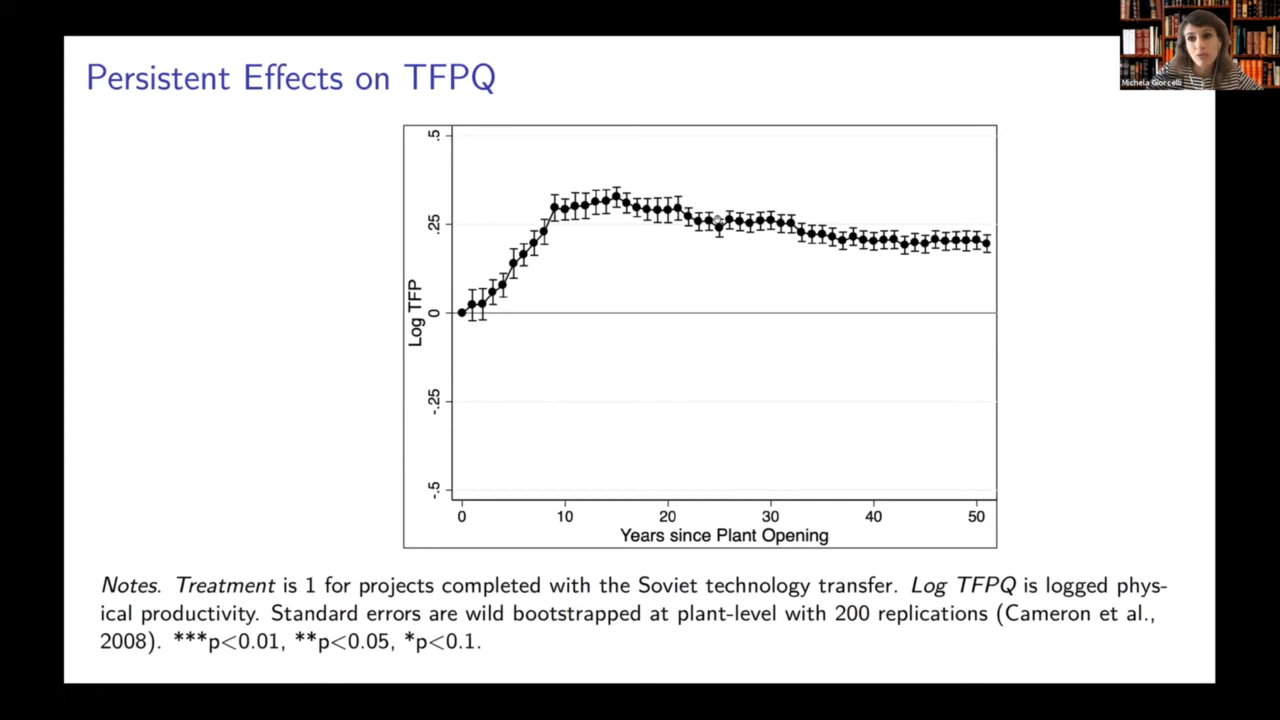 Persistent Effects on TFPQ
Michela Giorcelli
.5
.25
0
-.25
-.5
Log TFP
0 10 20 30 40 50
Years since Plant Opening
Notes. Treatment is 1 for projects completed with the Soviet technology transfer. Log TFPQ is logged phys-
ical productivity. Standard errors are wild bootstrapped at plant-level with 200 replications (Cameron et al.,
2008). ***p<0.01, **p<0.05, *p<0.1.